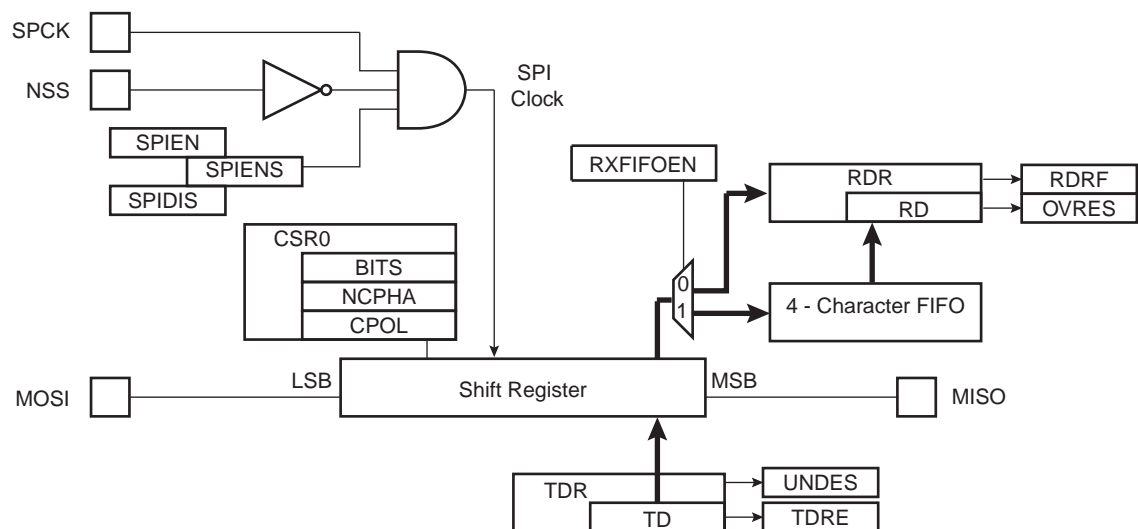 SPCK
SPI
Clock
NSS
SPIEN
SPIENS
SPIDIS
RXFIFOEN
RDR
RD
RDRF
OVRES
CSR0
BITS
NCPHA
CPOL
0
1
4 - Character FIFO
LSB
Shift Register
MSB
MOSI
MISO
TDR
TD
UNDES
TDRE